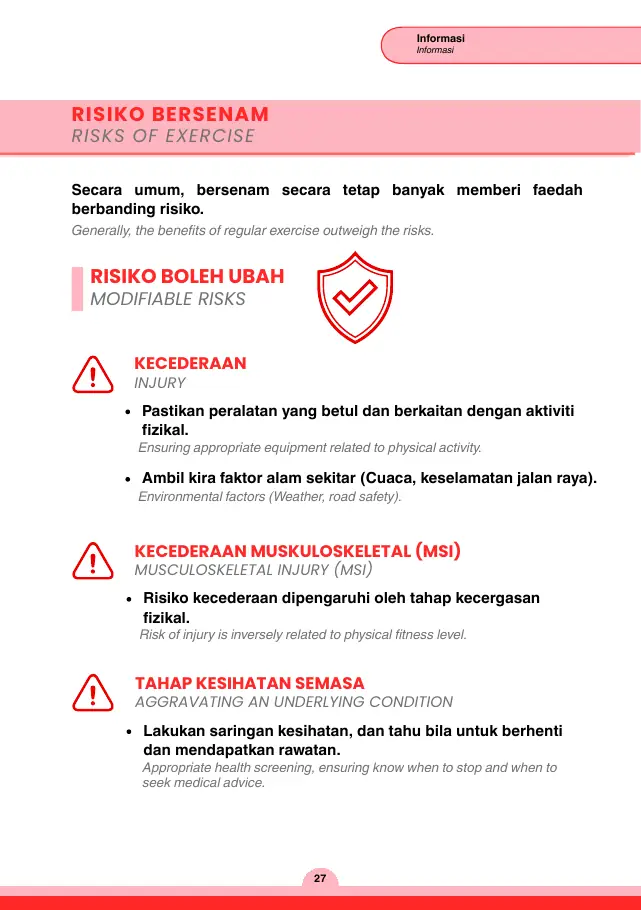 Informasi
Informasi
RISIKO BERSENAM
RISKS OF EXERCISE
Secara umum, bersenam secara tetap banyak memberi faedah
berbanding risiko.
Generally, the benefits of regular exercise outweigh the risks.
RISIKO BOLEH UBAH
MODIFIABLE RISKS
KECEDERAAN
INJURY
• Pastikan peralatan yang betul dan berkaitan dengan aktiviti
fizikal.
Ensuring appropriate equipment related to physical activity.
• Ambil kira faktor alam sekitar (Cuaca, keselamatan jalan raya).
Environmental factors (Weather, road safety).
KECEDERAAN MUSKULOSKELETAL (MSI)
MUSCULOSKELETAL INJURY (MSI)
• Risiko kecederaan dipengaruhi oleh tahap kecergasan
fizikal.
Risk of injury is inversely related to physical fitness level.
TAHAP KESIHATAN SEMASA
AGGRAVATING AN UNDERLYING CONDITION
• Lakukan saringan kesihatan, dan tahu bila untuk berhenti
dan mendapatkan rawatan.
Appropriate health screening, ensuring know when to stop and when to
seek medical advice.
27